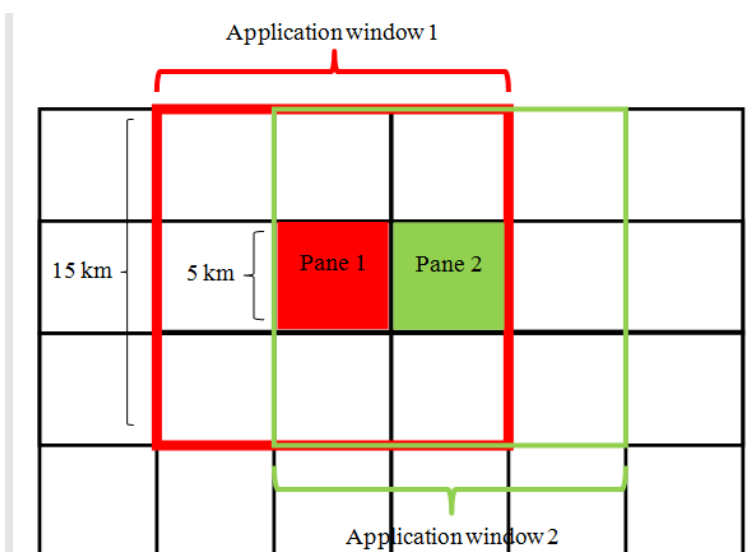 Application window 1
15 km
5 km
Pane 1
Pane 2
Application window 2